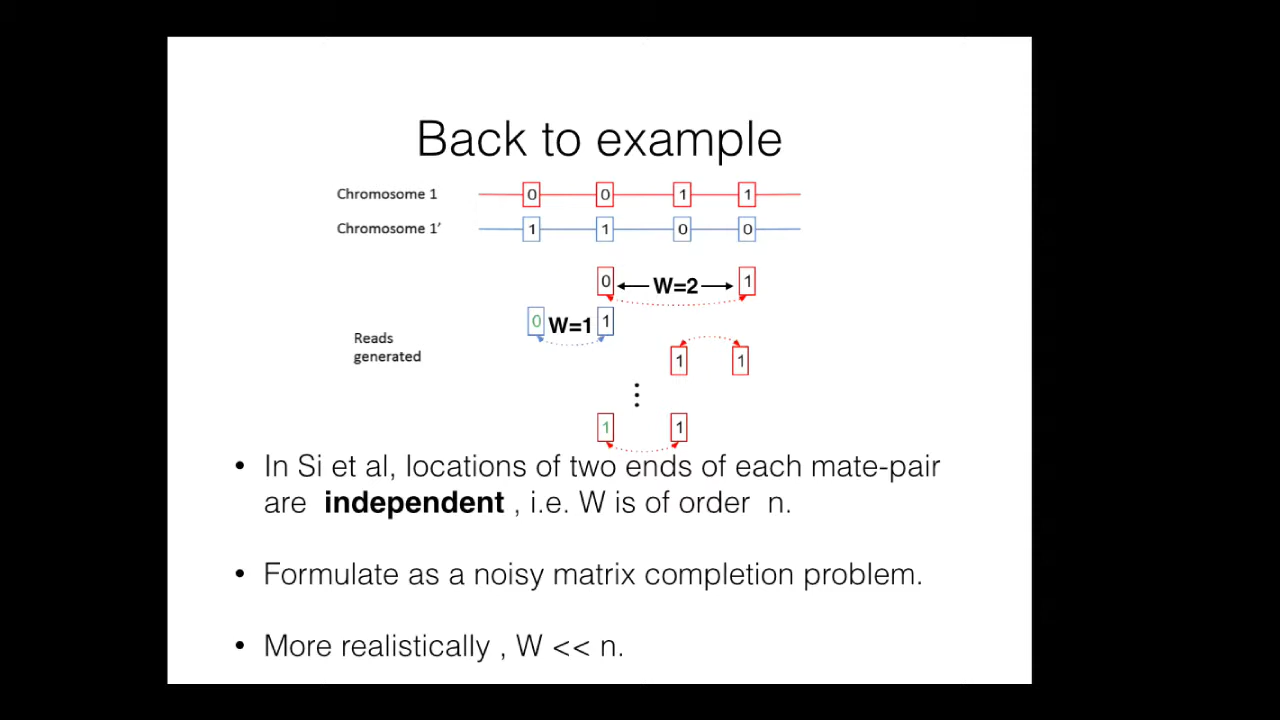 Back to example
Chromosome 1 0 0 1 1
Chromosome 1' 1 1 0 0
0 W=2 1
0 W=1 1
Reads
generated
1 1
1 1
• In Si et al, locations of two ends of each mate-pair
are independent , i.e. W is of order n.
• Formulate as a noisy matrix completion problem.
• More realistically , W << n.